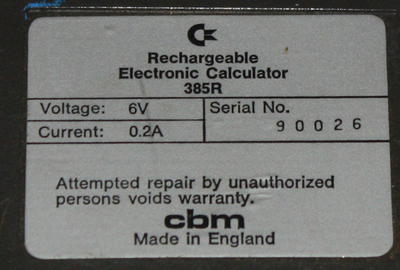 Rechargeable
Electronic Calculator
385R
Voltage: 6V
Current: 0.2A
Serial No.
90026
Attempted repair by unauthorized
persons voids warranty.
cbm
Made in England